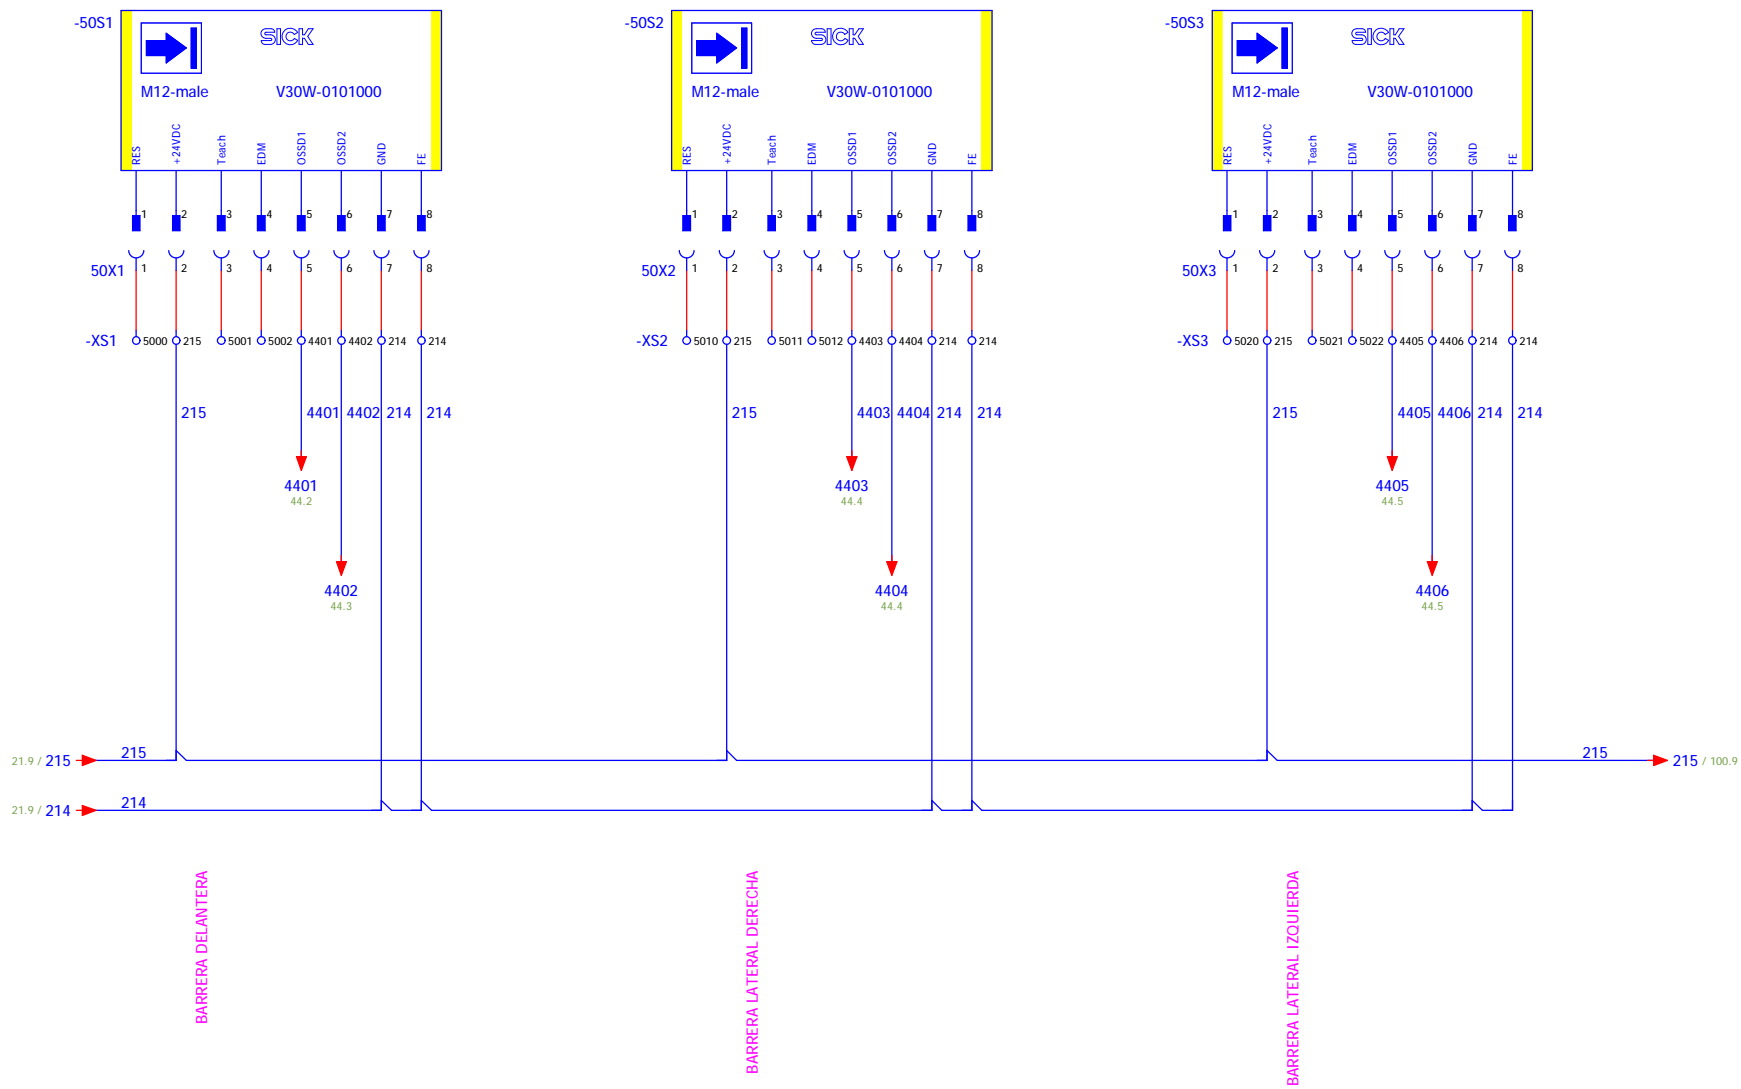 -50S1 SICK -50S2 SICK -50S3 SICK
M12-male V30W-0101000 M12-male V30W-0101000 M12-male V30W-0101000
RES +24VDC Teach EDM OSSD1 OSSD2 GND FE RES +24VDC Teach EDM OSSD1 OSSD2 GND FE RES +24VDC Teach EDM OSSD1 OSSD2 GND FE
1 2 3 4 5 6 7 8 1 2 3 4 5 6 7 8 1 2 3 4 5 6 7 8
50X1 1 2 3 4 5 6 7 8 50X2 1 2 3 4 5 6 7 8 50X3 1 2 3 4 5 6 7 8
-XS1 5000 215 5001 5002 4401 4402 214 214 -XS2 5010 215 5011 5012 4403 4404 214 214 -XS3 5020 215 5021 5022 4405 4406 214 214
215 4401 4402 214 214 215 4403 4404 214 214 215 4405 4406 214 214
4401 4403 4405
44.2 44.4 44.5
4402 4404 4406
44.3 44.4 44.5
21.9 / 215 215 215 215 / 100.9
21.9 / 214 214
BARRERA DELANTERA
BARRERA LATERAL DERECHA
BARRERA LATERAL IZQUIERDA